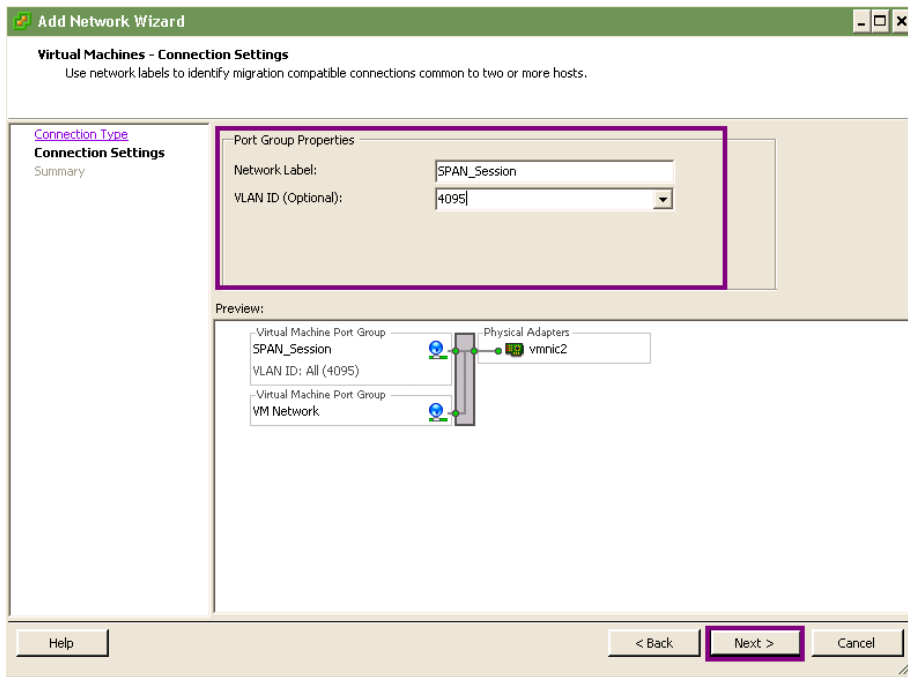 Add Network Wizard
Virtual Machines - Connection Settings
Use network labels to identify migration compatible connections common to two or more hosts.
Connection Type
Connection Settings
Summary
Port Group Properties
Network Label:
SPAN_Session
VLAN ID (Optional):
4095
Preview:
Virtual Machine Port Group
SPAN_Session
VLAN ID: All (4095)
Virtual Machine Port Group
VM Network
Physical Adapters
vmnic2
Help
< Back
Next >
Cancel